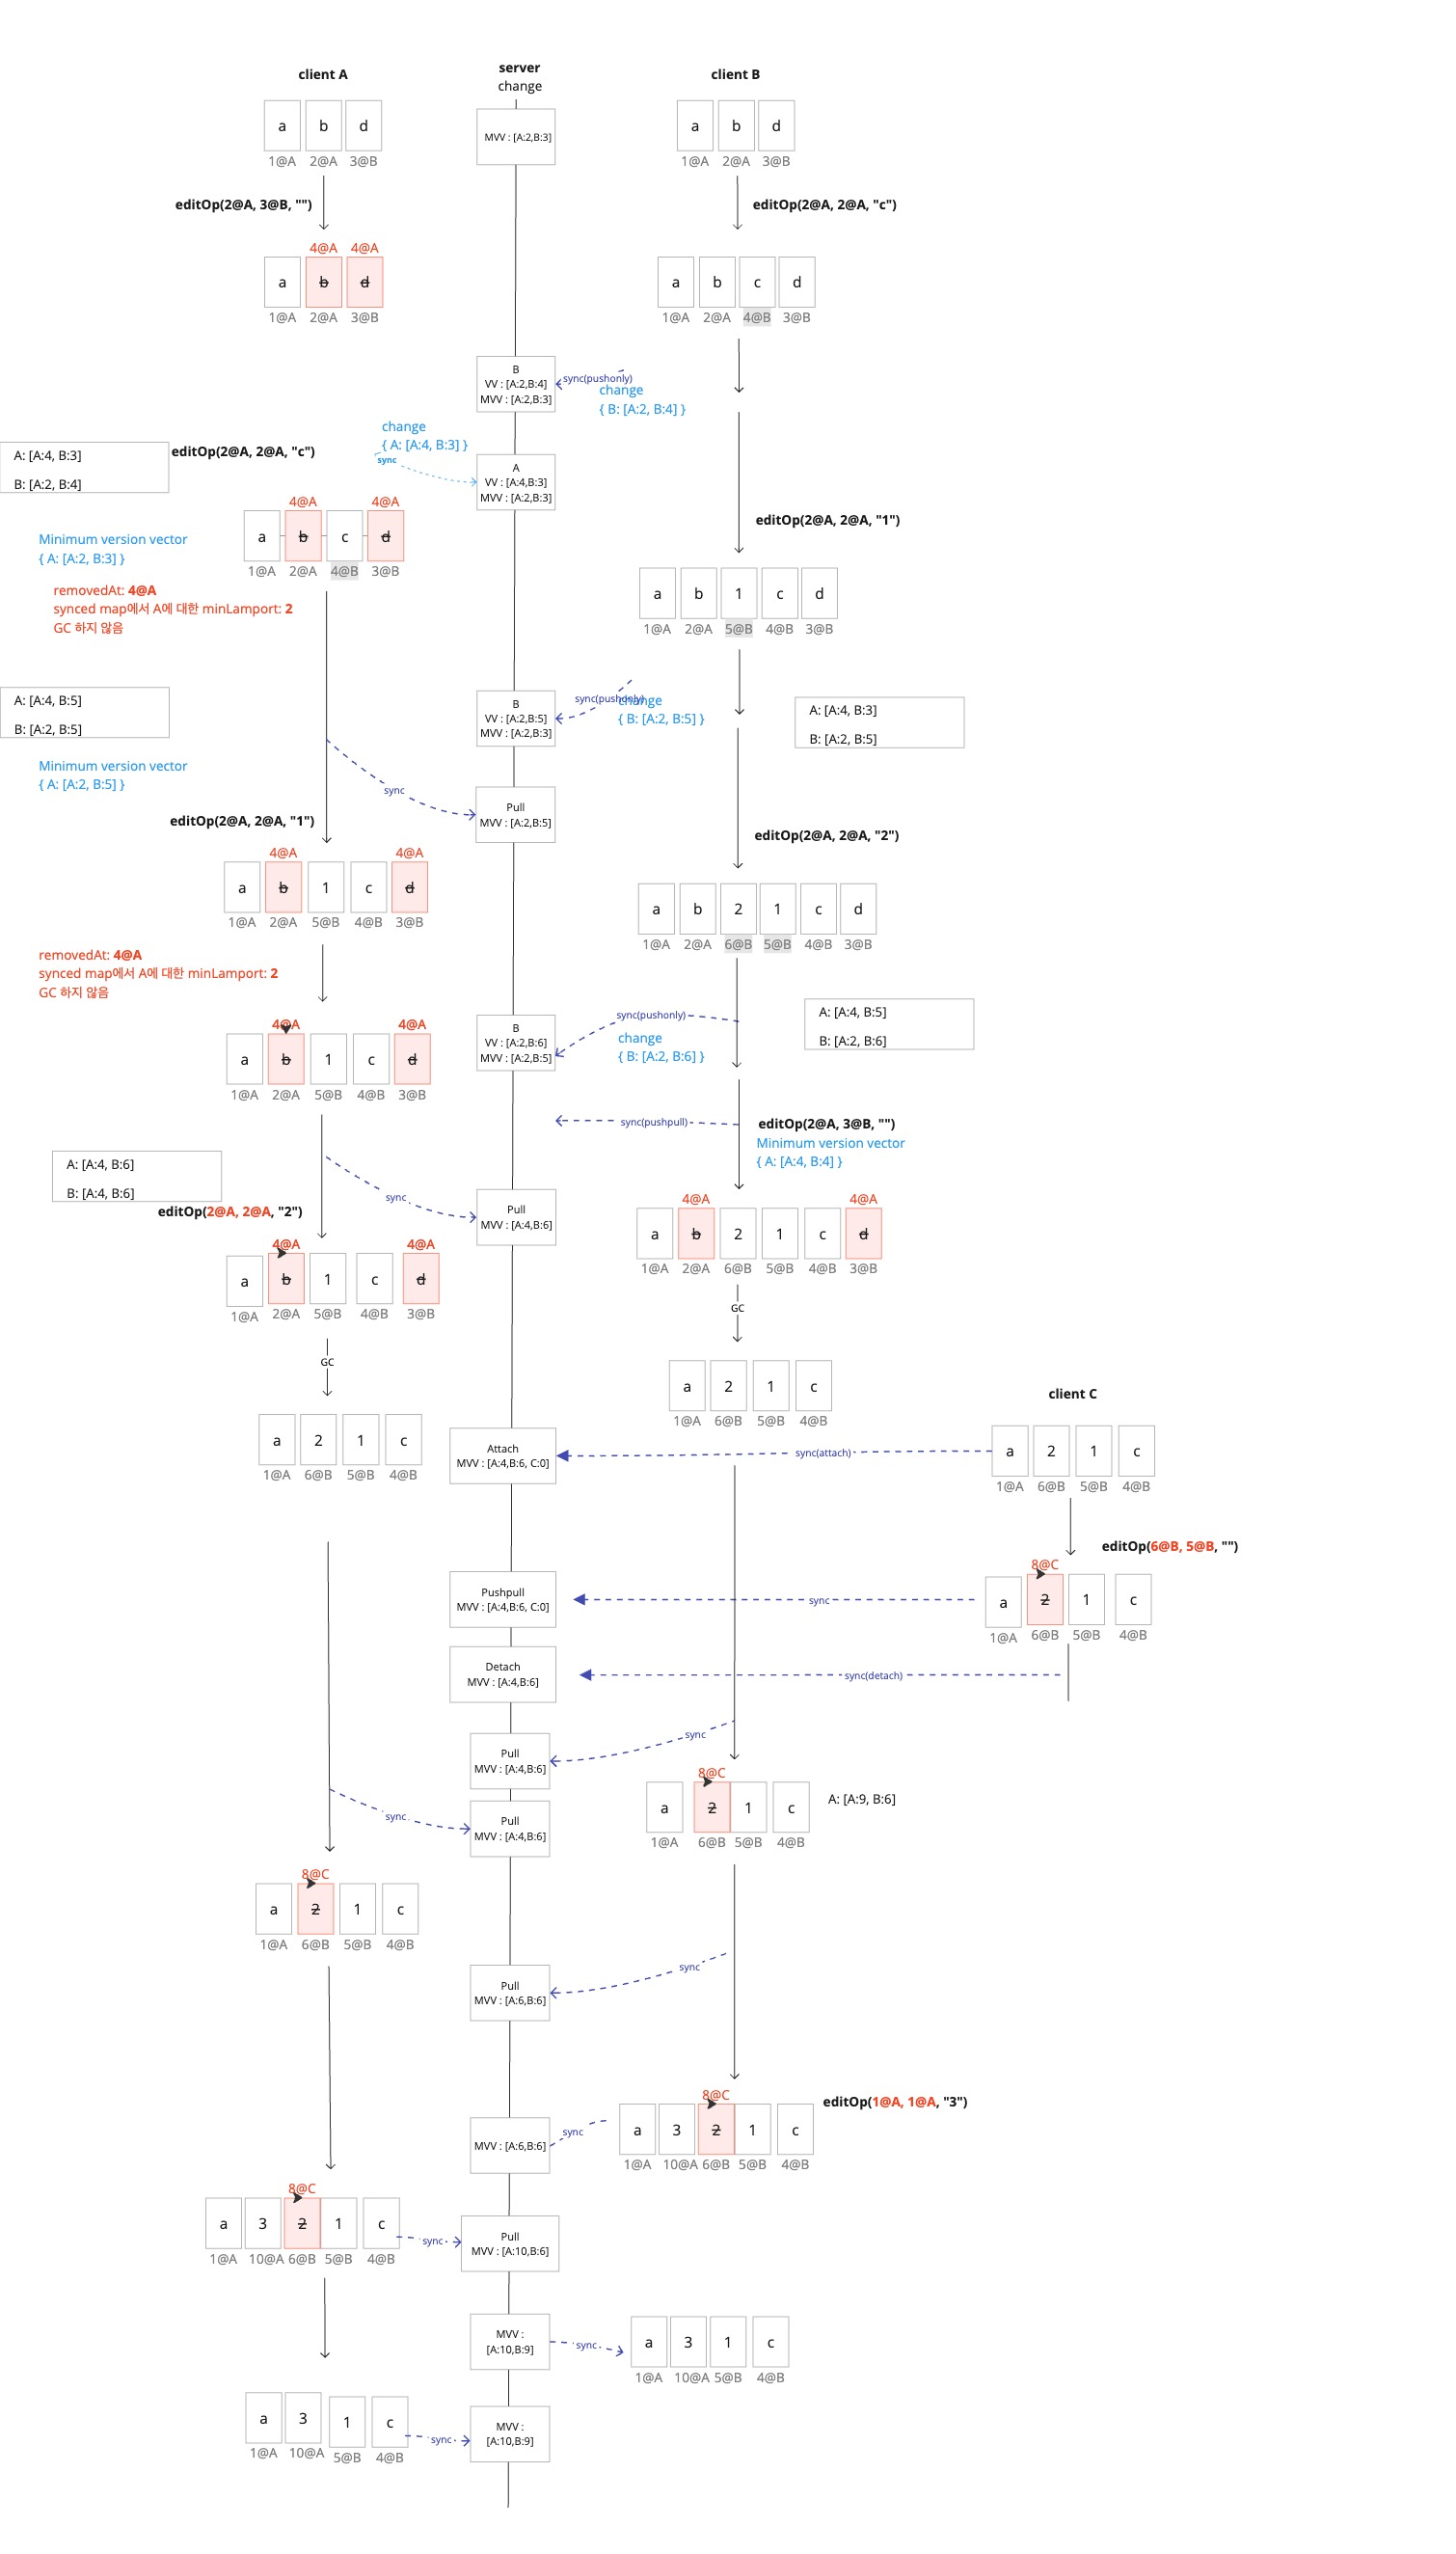 client A
server
change
client B
MVV : [A:2,B:3]
a b d
1@A 2@A 3@B
a b d
1@A 2@A 3@B
editOp(2@A, 3@B, "")
editOp(2@A, 2@A, "c")
4@A 4@A
a b d
1@A 2@A 3@B
a b c d
1@A 2@A 4@B 3@B
B
VV : [A:2,B:4]
MVV : [A:2,B:3]
sync(pushonly)
change
{ B: [A:2, B:4] }
change
{ A: [A:4, B:3] }
sync
A: [A:4, B:3]
B: [A:2, B:4]
editOp(2@A, 2@A, "c")
A
VV : [A:4,B:3]
MVV : [A:2,B:3]
4@A 4@A
a b c d
1@A 2@A 4@B 3@B
editOp(2@A, 2@A, "1")
Minimum version vector
{ A: [A:2, B:3] }
removedAt: 4@A
synced map에서 A에 대한 minLamport: 2
GC 하지 않음
a b 1 c d
1@A 2@A 5@B 4@B 3@B
A: [A:4, B:5]
B: [A:2, B:5]
B
VV : [A:2,B:5]
MVV : [A:2,B:3]
sync(pushonly)
change
{ B: [A:2, B:5] }
A: [A:4, B:3]
B: [A:2, B:5]
Minimum version vector
{ A: [A:2, B:5] }
sync
Pull
MVV : [A:2,B:5]
editOp(2@A, 2@A, "1")
editOp(2@A, 2@A, "2")
4@A 4@A
a b 1 c d
1@A 2@A 5@B 4@B 3@B
a b 2 1 c d
1@A 2@A 6@B 5@B 4@B 3@B
removedAt: 4@A
synced map에서 A에 대한 minLamport: 2
GC 하지 않음
4@A 4@A
a b 1 c d
1@A 2@A 5@B 4@B 3@B
B
VV : [A:2,B:6]
MVV : [A:2,B:5]
sync(pushonly)
change
{ B: [A:2, B:6] }
A: [A:4, B:5]
B: [A:2, B:6]
sync(pushpull)
editOp(2@A, 3@B, "")
Minimum version vector
{ A: [A:4, B:4] }
A: [A:4, B:6]
B: [A:4, B:6]
sync
Pull
MVV : [A:4,B:6]
editOp(2@A, 2@A, "2")
4@A 4@A
a b 2 1 c d
1@A 2@A 6@B 5@B 4@B 3@B
4@A 4@A
a b 1 c d
1@A 2@A 5@B 4@B 3@B
GC
GC
a 2 1 c
1@A 6@B 5@B 4@B
client C
a 2 1 c
1@A 6@B 5@B 4@B
Attach
MVV : [A:4,B:6, C:0]
sync(attach)
a 2 1 c
1@A 6@B 5@B 4@B
editOp(6@B, 5@B, "")
8@C
a 2 1 c
1@A 6@B 5@B 4@B
Pushpull
MVV : [A:4,B:6, C:0]
sync
Detach
MVV : [A:4,B:6]
sync(detach)
Pull
MVV : [A:4,B:6]
sync
8@C
a 2 1 c
1@A 6@B 5@B 4@B
A: [A:9, B:6]
sync
Pull
MVV : [A:4,B:6]
8@C
a 2 1 c
1@A 6@B 5@B 4@B
Pull
MVV : [A:6,B:6]
sync
editOp(1@A, 1@A, "3")
8@C
a 3 2 1 c
1@A 10@A 6@B 5@B 4@B
MVV : [A:6,B:6]
sync
8@C
a 3 2 1 c
1@A 10@A 6@B 5@B 4@B
sync
Pull
MVV : [A:10,B:6]
MVV :
[A:10,B:9]
sync
a 3 1 c
1@A 10@A 5@B 4@B
a 3 1 c
1@A 10@A 5@B 4@B
sync
MVV :
[A:10,B:9]